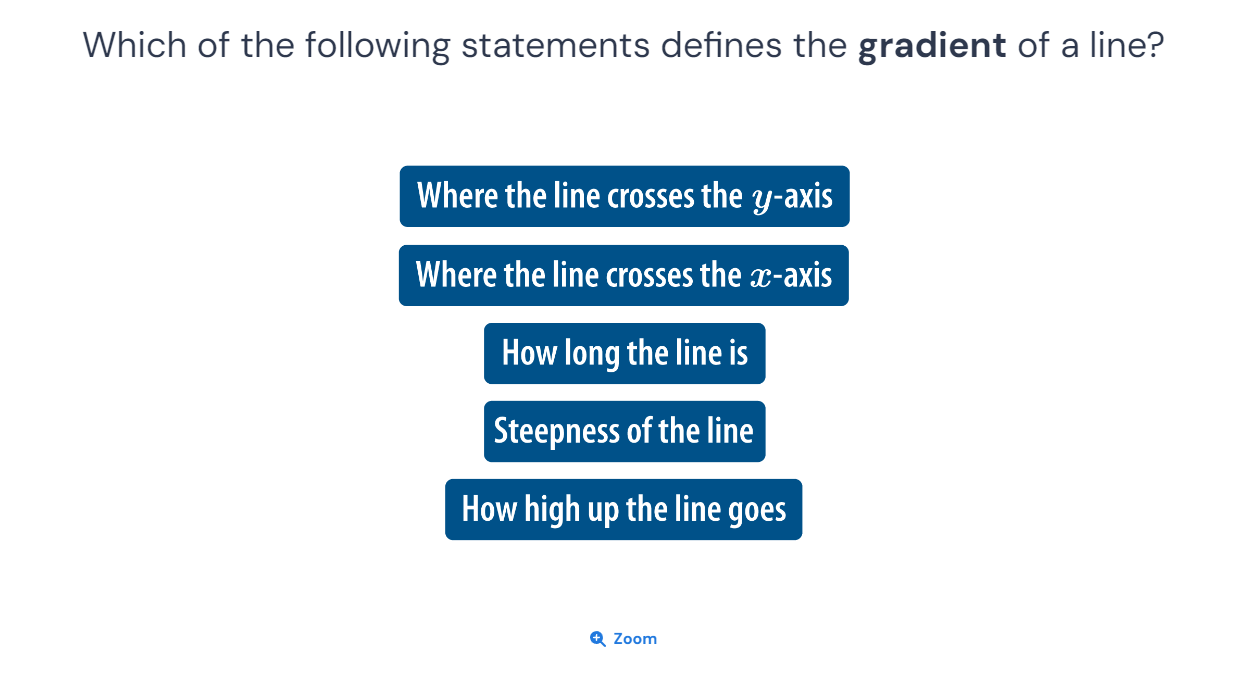 Which of the following statements defines the gradient of a line?
Where the line crosses the y-axis
Where the line crosses the x-axis
How long the line is
Steepness of the line
How high up the line goes
Zoom